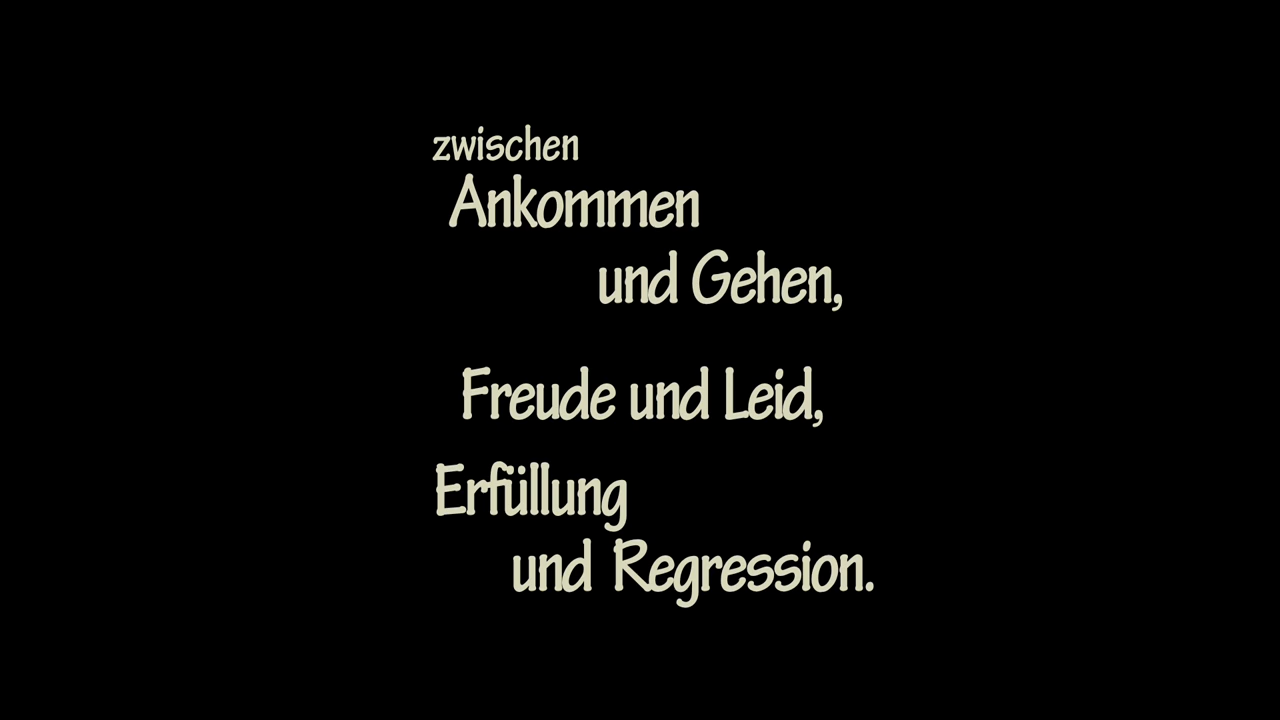 zwischen
Ankommen
und Gehen,
Freude und Leid,
Erfüllung
und Regression.